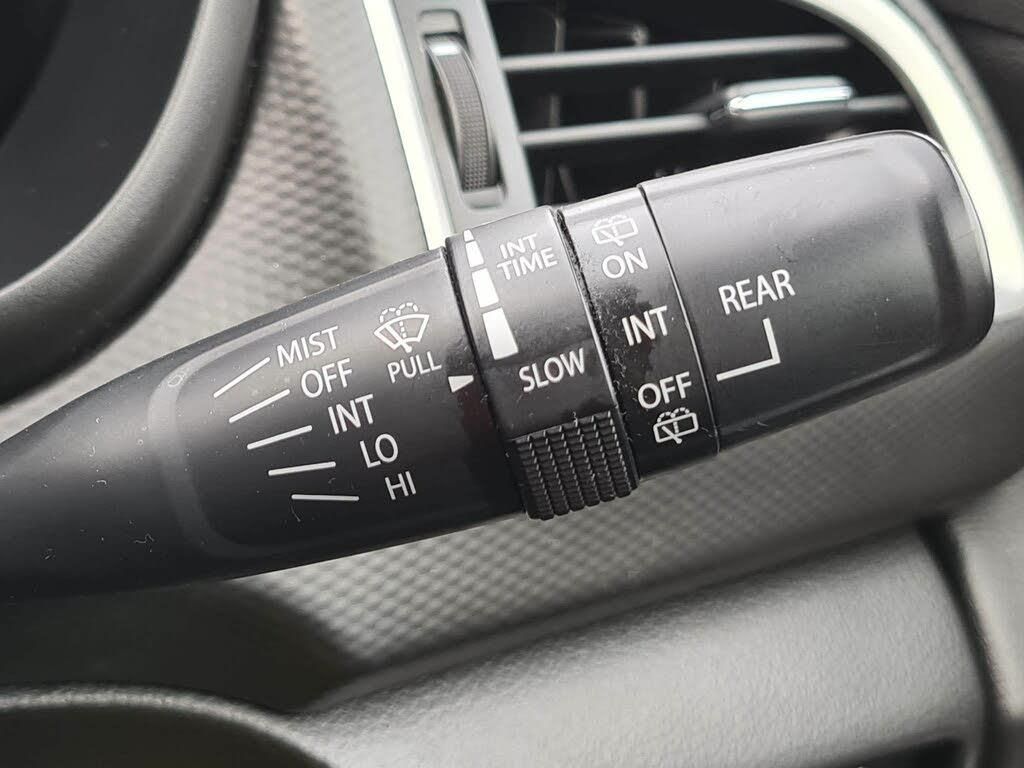 MIST
OFF
INT
LO
HI
PULL
INT
TIME
SLOW
ON
INT
OFF
REAR